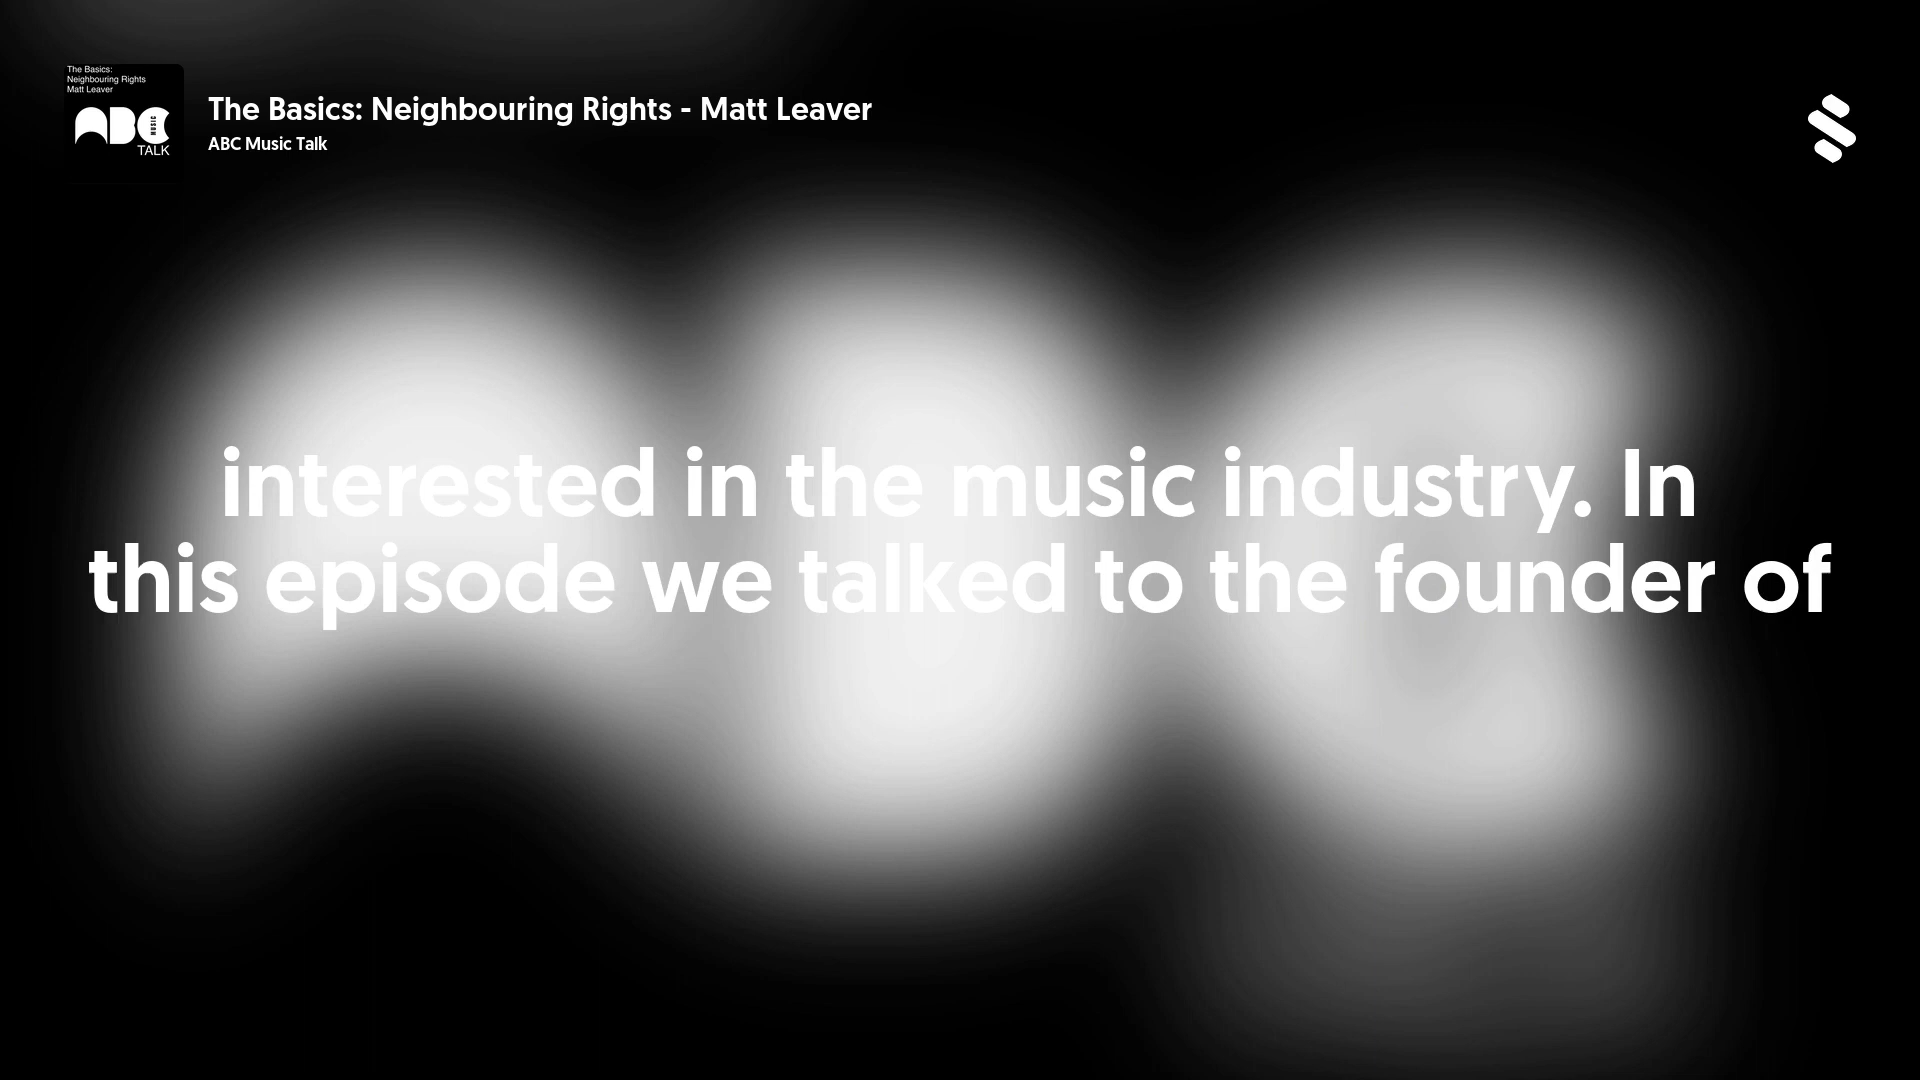 The Basics:
Neighbouring Rights
Matt Leaver
ABC MUSIC
TALK
The Basics: Neighbouring Rights - Matt Leaver
ABC Music Talk
interested in the music industry. In
this episode we talked to the founder of